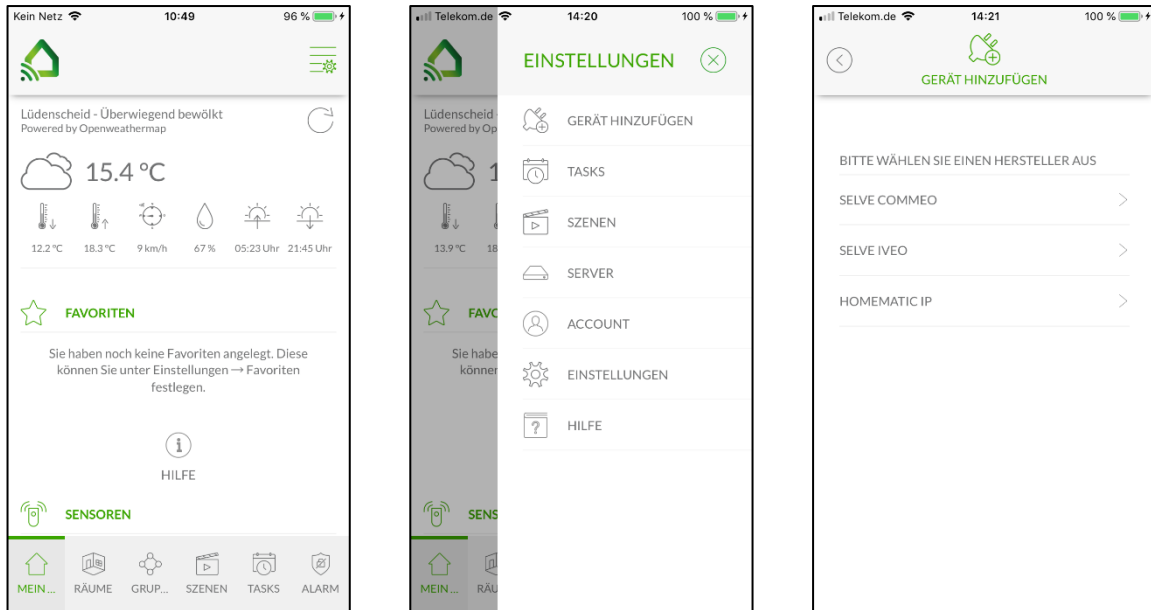 Kein Netz
10:49
96 %
Lüdenscheid - Überwiegend bewölkt
Powered by Openweathermap
15.4 °C
12.2 °C
18.3 °C
9 km/h
67 %
05:23 Uhr
21:45 Uhr
FAVORITEN
Sie haben noch keine Favoriten angelegt. Diese
können Sie unter Einstellungen → Favoriten
festlegen.
HILFE
SENSOREN
MEIN ...
RÄUME
GRUP...
SZENEN
TASKS
ALARM
Telekom.de
14:20
100 %
EINSTELLUNGEN
Lüdenscheid -
Powered by Op
1
13.9 °C
18
FAVO
Sie habe
können
SENS
MEIN ...
RÄU
GERÄT HINZUFÜGEN
TASKS
SZENEN
SERVER
ACCOUNT
EINSTELLUNGEN
HILFE
Telekom.de
14:21
100 %
GERÄT HINZUFÜGEN
BITTE WÄHLEN SIE EINEN HERSTELLER AUS
SELVE COMMEO
SELVE IVEO
HOMEMATIC IP